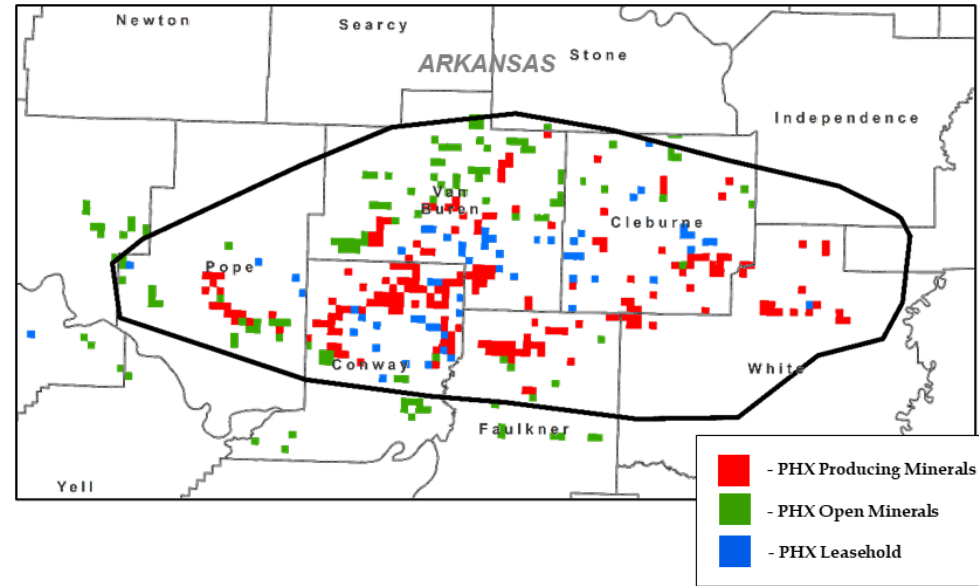 Newton
Searcy
ARKANSAS
Stone
Independence
Van
Buren
Cleburne
Pope
Conway
White
Faulkner
Yell
- PHX Producing Minerals
- PHX Open Minerals
- PHX Leasehold